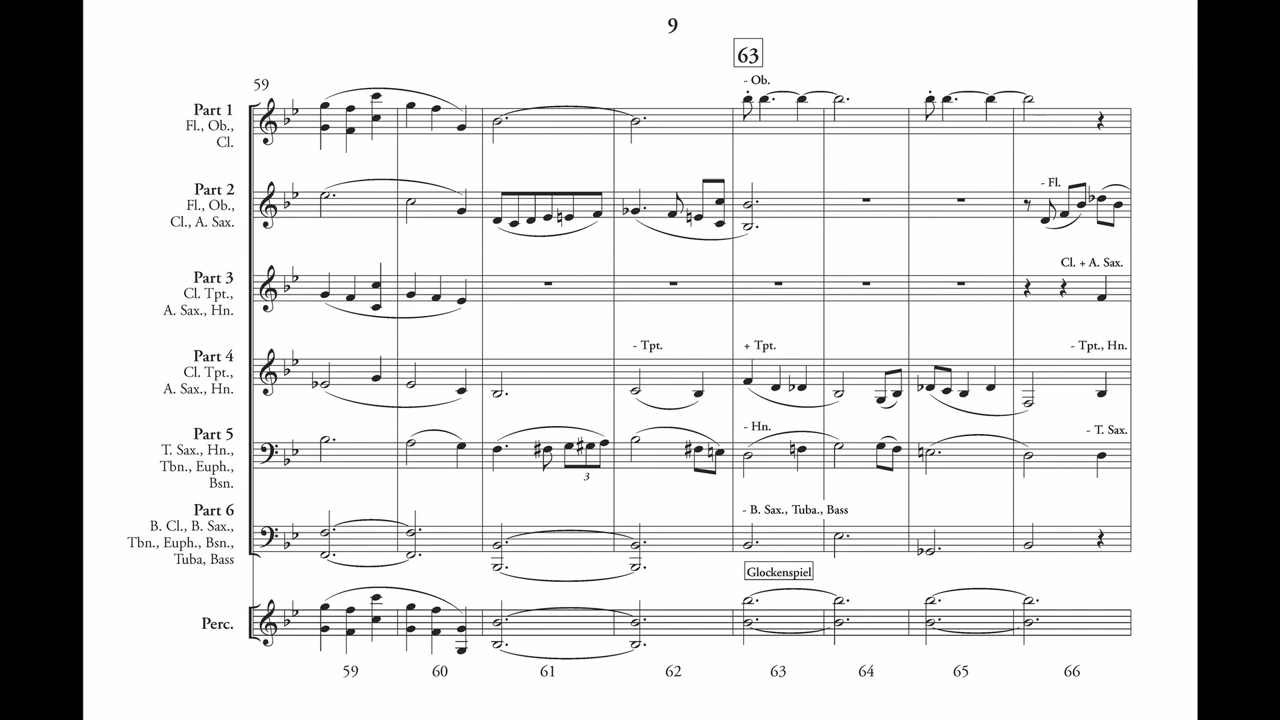 9
63
- Ob.
59
Part 1
Fl., Ob.,
Cl.
Part 2
Fl., Ob.,
Cl., A. Sax.
- Fl.
Part 3
Cl. Tpt.,
A. Sax., Hn.
Cl. + A. Sax.
Part 4
Cl. Tpt.,
A. Sax., Hn.
- Tpt.
+ Tpt.
- Tpt., Hn.
Part 5
T. Sax., Hn.,
Tbn., Euph.,
Bsn.
3
- Hn.
- T. Sax.
Part 6
B. Cl., B. Sax.,
Tbn., Euph., Bsn.,
Tuba, Bass
- B. Sax., Tuba., Bass
Glockenspiel
Perc.
59 60 61 62 63 64 65 66